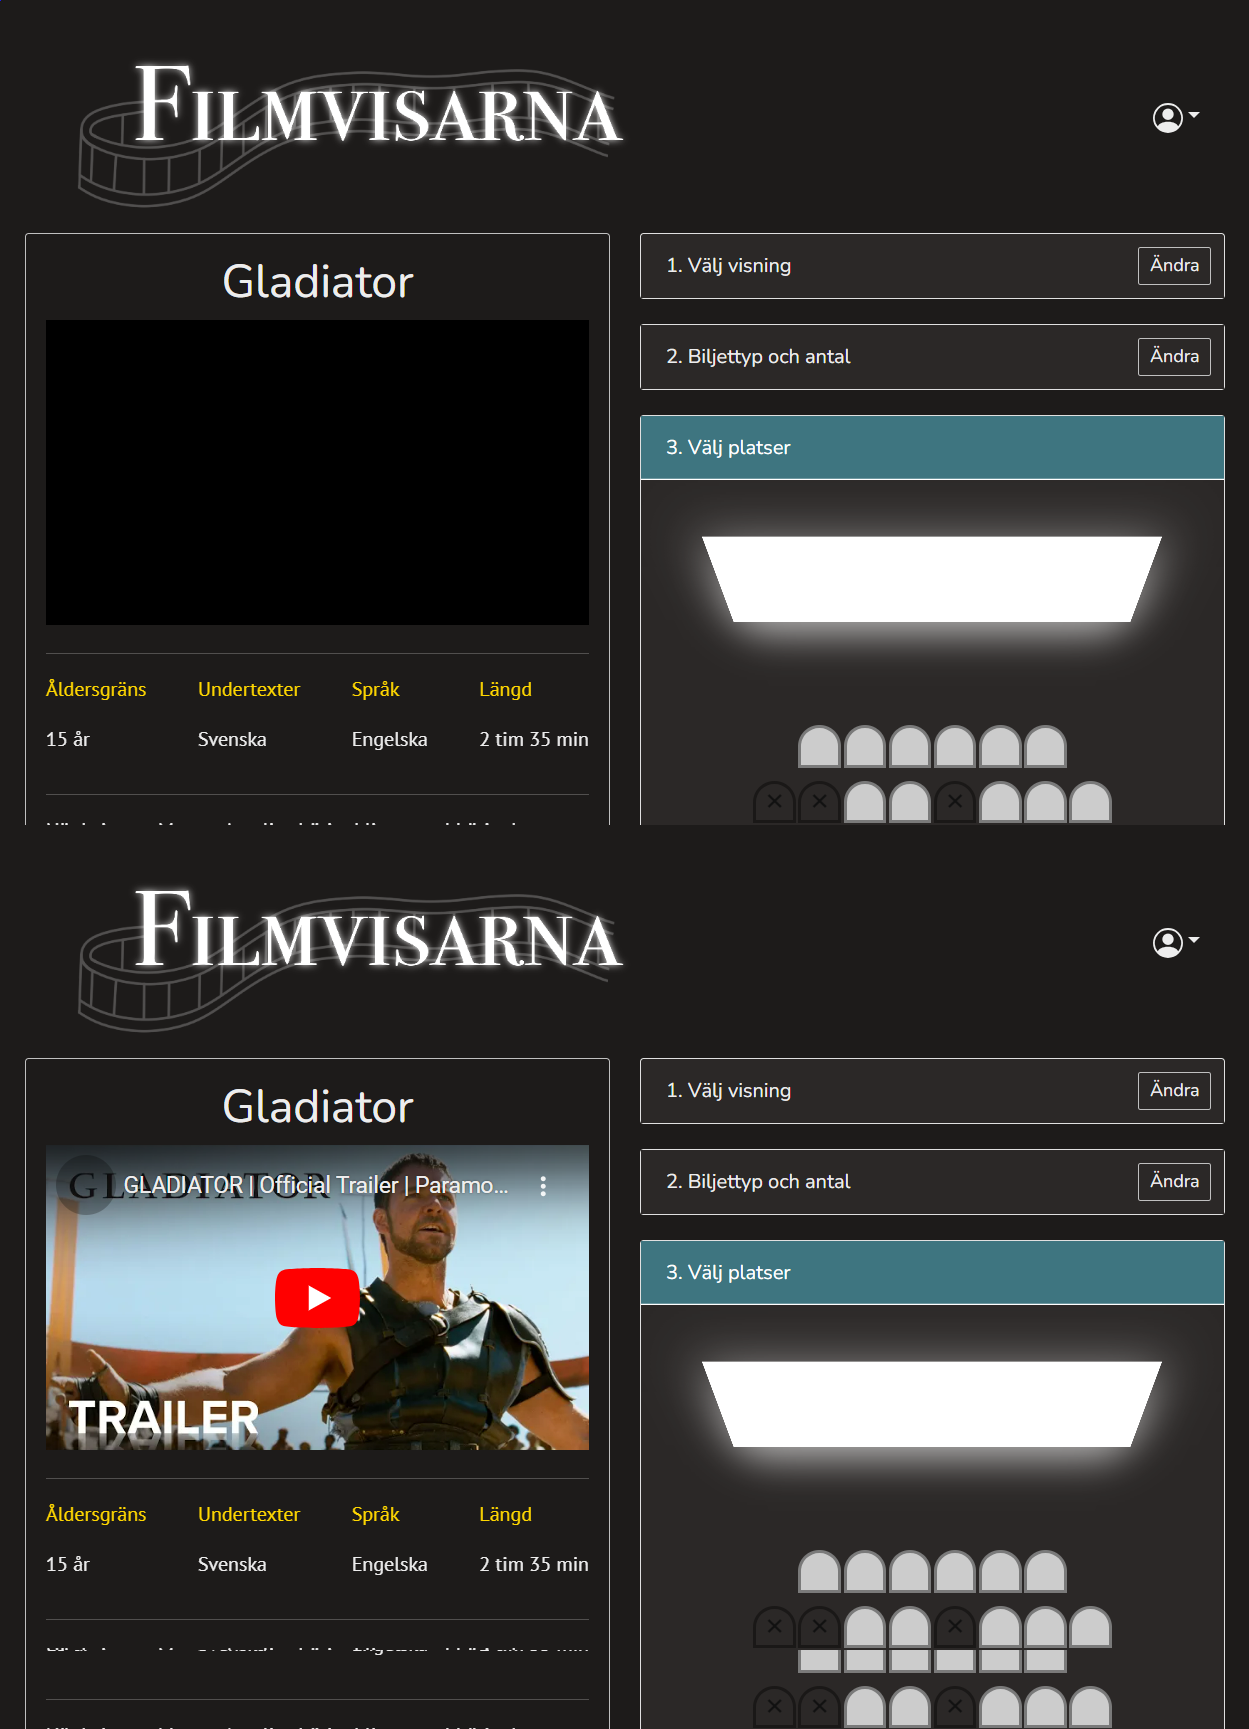 FILMVISARNA
Gladiator
1. Välj visning
Ändra
2. Biljettyp och antal
Ändra
3. Välj platser
Åldersgräns Undertexter Språk Längd
15 år Svenska Engelska 2 tim 35 min
FILMVISARNA
Gladiator
GLADIATOR
GLADIATOR | Official Trailer | Paramo...
TRAILER
1. Välj visning
Ändra
2. Biljettyp och antal
Ändra
3. Välj platser
Åldersgräns Undertexter Språk Längd
15 år Svenska Engelska 2 tim 35 min